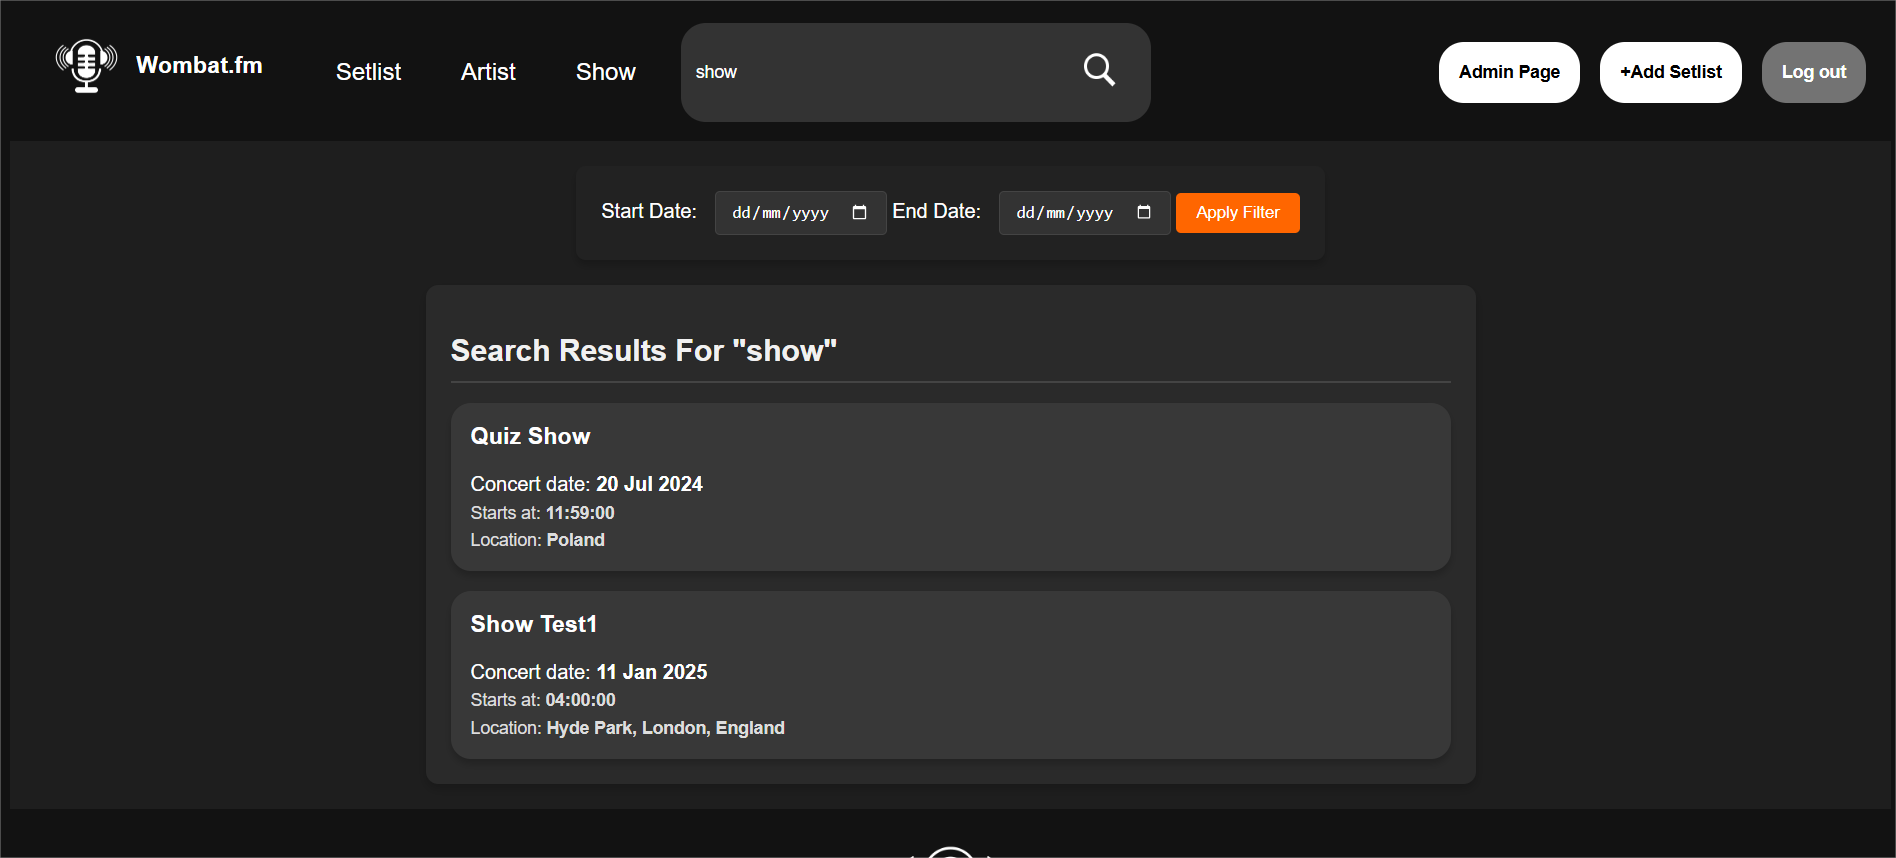 Wombat.fm
Setlist
Artist
Show
show
Admin Page
+Add Setlist
Log out
Start Date: dd/mm/yyyy End Date: dd/mm/yyyy Apply Filter
Search Results For "show"
Quiz Show
Concert date: 20 Jul 2024
Starts at: 11:59:00
Location: Poland
Show Test1
Concert date: 11 Jan 2025
Starts at: 04:00:00
Location: Hyde Park, London, England